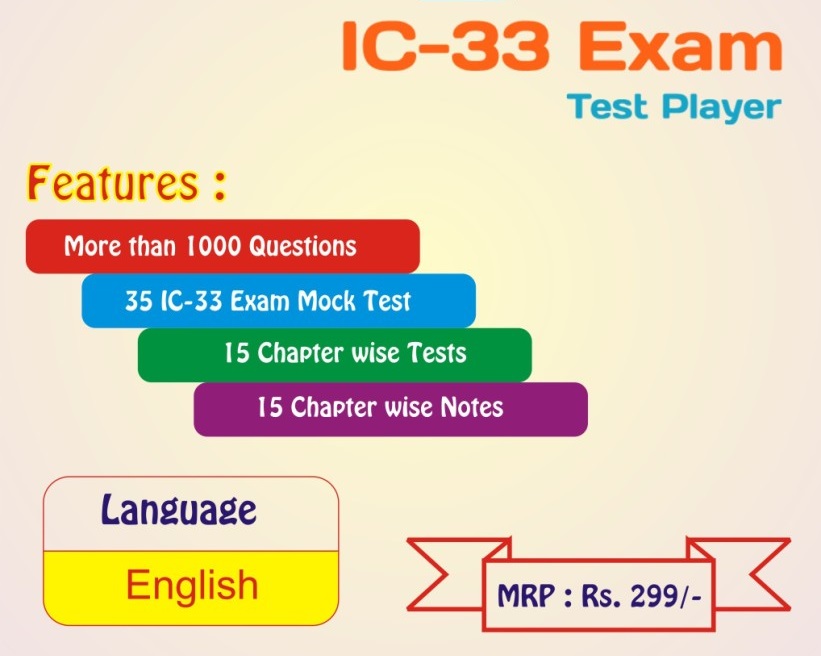 IC-33 Exam
Test Player
Features :
More than 1000 Questions
35 IC-33 Exam Mock Test
15 Chapter wise Tests
15 Chapter wise Notes
Language
English
MRP : Rs. 299/-